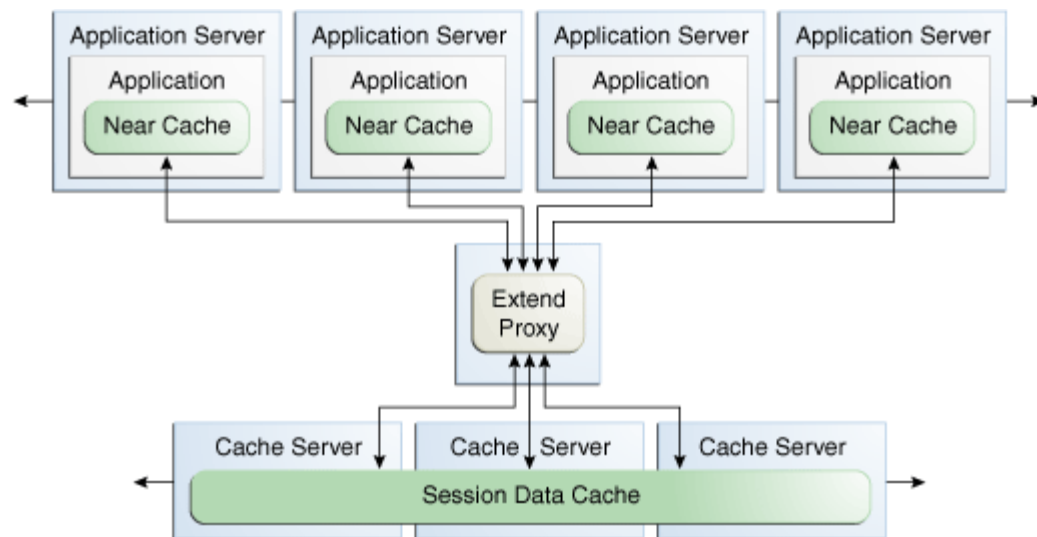 Application Server Application Server Application Server Application Server
Application Application Application Application
Near Cache Near Cache Near Cache Near Cache
Extend
Proxy
Cache Server Cache Server Cache Server
Session Data Cache